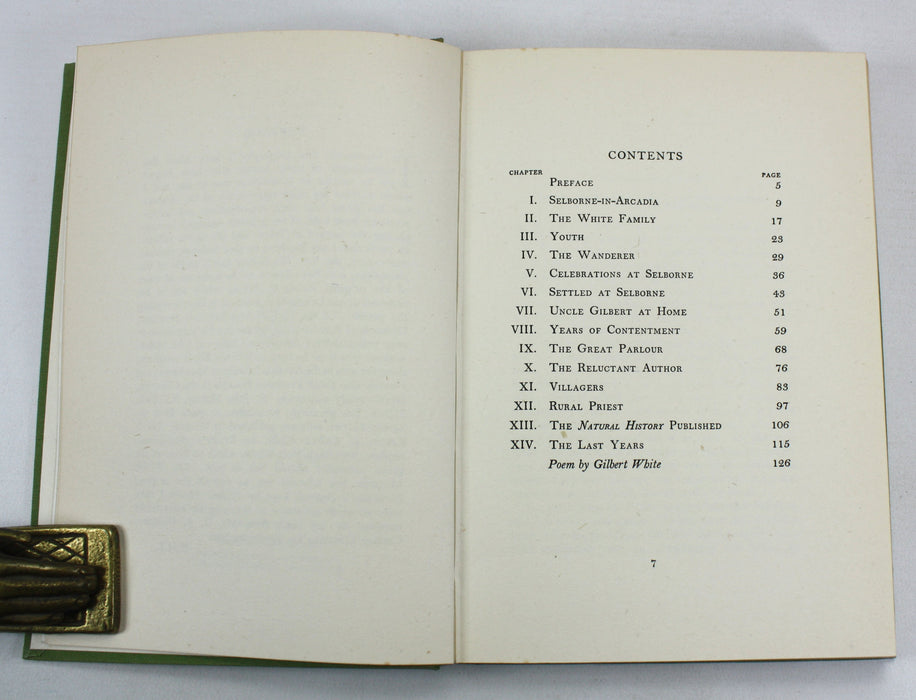 CONTENTS
CHAPTER PAGE
PREFACE 5
I. SELBORNE-IN-ARCADIA 9
II. THE WHITE FAMILY 17
III. YOUTH 23
IV. THE WANDERER 29
V. CELEBRATIONS AT SELBORNE 36
VI. SETTLED AT SELBORNE 43
VII. UNCLE GILBERT AT HOME 51
VIII. YEARS OF CONTENTMENT 59
IX. THE GREAT PARLOUR 68
X. THE RELUCTANT AUTHOR 76
XI. VILLAGERS 83
XII. RURAL PRIEST 97
XIII. THE NATURAL HISTORY PUBLISHED 106
XIV. THE LAST YEARS 115
Poem by Gilbert White 126
7